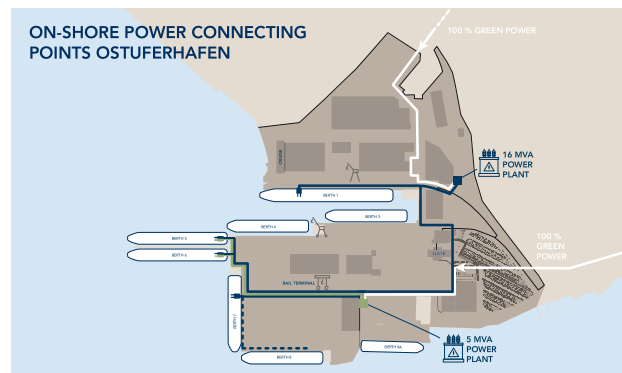 ON-SHORE POWER CONNECTING
POINTS OSTUFERHAFEN
100 % GREEN POWER
CRUISE
16 MVA
POWER
PLANT
BERTH 1
BERTH 3
BERTH 4
BERTH 5
BERTH 6
100 %
GREEN
POWER
GATE
RAIL TERMINAL
BERTH 7
BERTH 8
BERTH 9A
5 MVA
POWER
PLANT